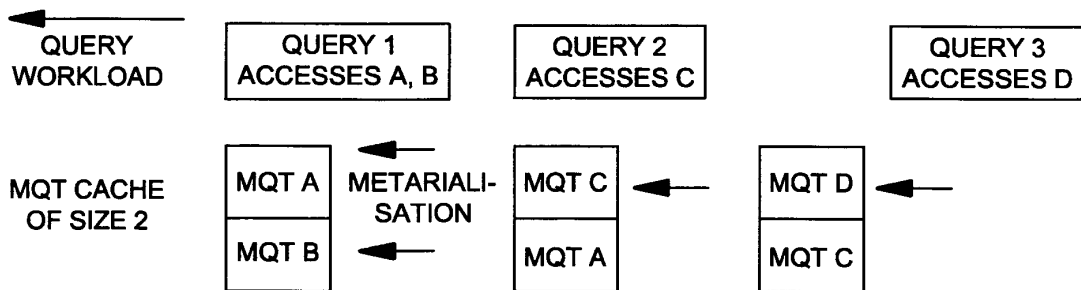 QUERY WORKLOAD
QUERY 1
ACCESSES A, B
QUERY 2
ACCESSES C
QUERY 3
ACCESSES D
MQT CACHE
OF SIZE 2
MQT A
MQT B
METARIALI-
SATION
MQT C
MQT A
MQT D
MQT C